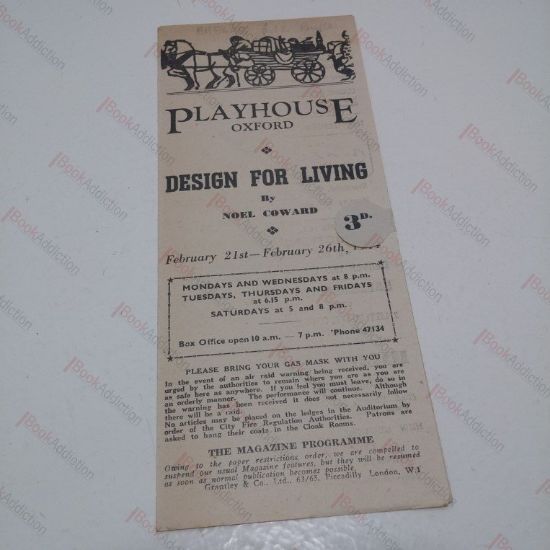 PLAYHOUSE
OXFORD
DESIGN FOR LIVING
By
NOEL COWARD
3D.
February 21st—February 26th,
MONDAYS AND WEDNESDAYS at 8 p.m.
TUESDAYS, THURSDAYS AND FRIDAYS
at 6.15 p.m.
SATURDAYS at 5 and 8 p.m.
Box Office open 10 a.m. — 7 p.m. 'Phone 47134
PLEASE BRING YOUR GAS MASK WITH YOU
In the event of an air raid warning being received, you are
urged by the authorities to remain where you are as you are
as safe here as anywhere. If you feel you must leave, do so in
an orderly manner. The performance will continue. Although
the warning has been received it does not necessarily follow
there will be a raid.
No articles may be placed on the ledges in the Auditorium by
order of the City Fire Regulation Authorities. Patrons are
asked to hang their coats in the Cloak Rooms.
THE MAGAZINE PROGRAMME
Owing to the paper restrictions order, we are compelled to
suspend our usual Magazine features, but they will be resumed
as soon as normal publication becomes possible.
Grantley & Co., Ltd., 63/65, Piccadilly London, W.1
BookAddiction